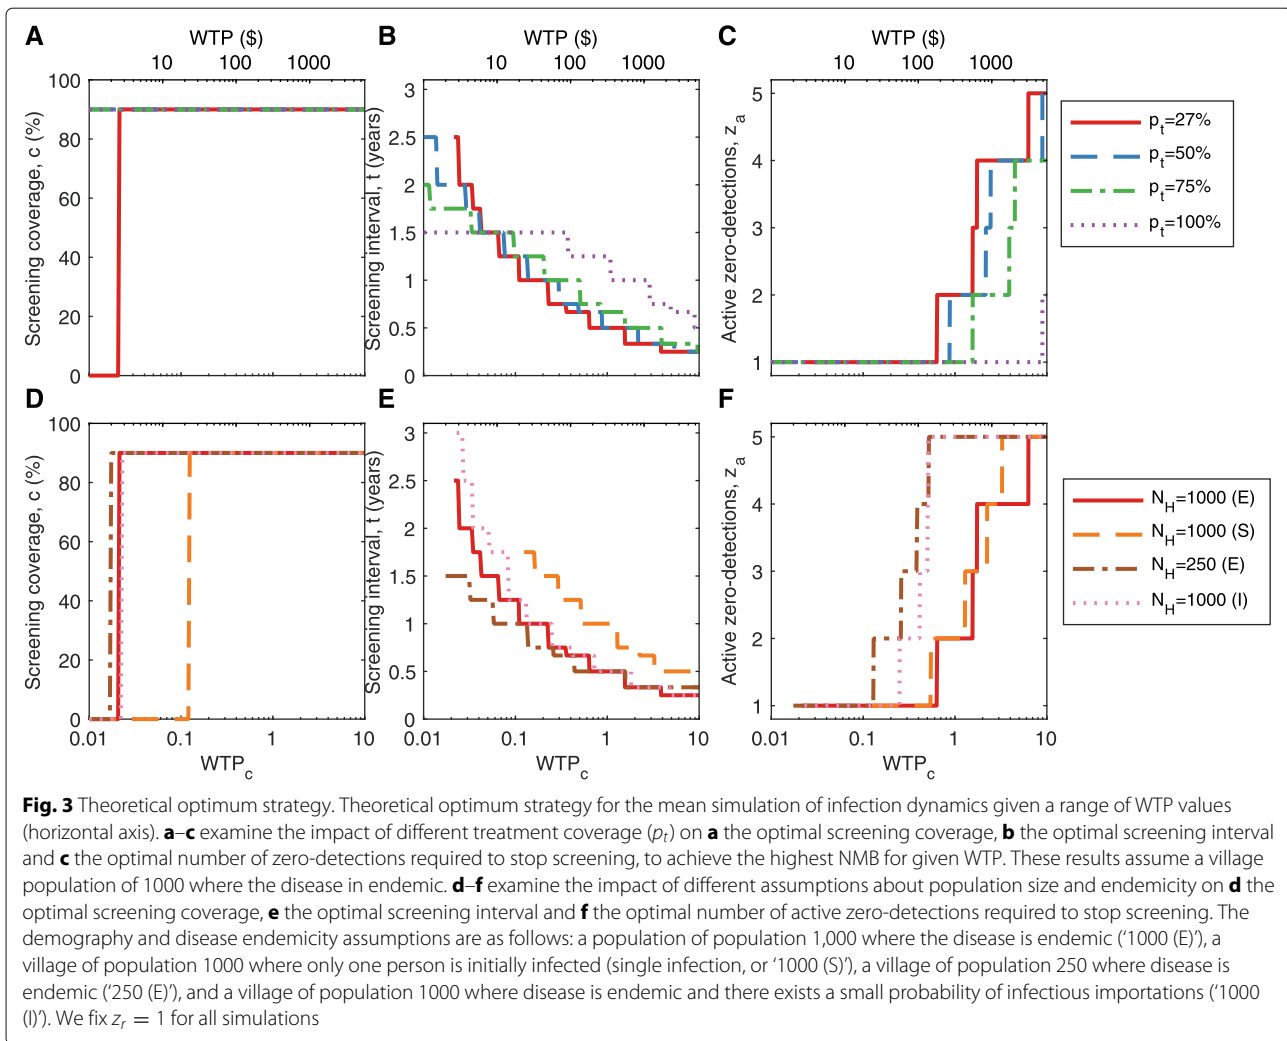 A
WTP ($)
10 100 1000
B
WTP ($)
10 100 1000
C
WTP ($)
10 100 1000
Screening coverage, c (%)
100
80
60
40
20
0
Screening interval, t (years)
3
2.5
2
1.5
1
0.5
0
Active zero-detections, z_a
5
4
3
2
1
p_t=27%
p_t=50%
p_t=75%
p_t=100%
D
E
F
Screening coverage, c (%)
100
80
60
40
20
0
0.01 0.1 1 10
WTP_c
Screening interval, t (years)
3
2.5
2
1.5
1
0.5
0
0.01 0.1 1 10
WTP_c
Active zero-detections, z_a
5
4
3
2
1
0.01 0.1 1 10
WTP_c
N_H=1000 (E)
N_H=1000 (S)
N_H=250 (E)
N_H=1000 (I)
Fig. 3 Theoretical optimum strategy. Theoretical optimum strategy for the mean simulation of infection dynamics given a range of WTP values
(horizontal axis). a–c examine the impact of different treatment coverage (p_t) on a the optimal screening coverage, b the optimal screening interval
and c the optimal number of zero-detections required to stop screening, to achieve the highest NMB for given WTP. These results assume a village
population of 1000 where the disease in endemic. d–f examine the impact of different assumptions about population size and endemicity on d the
optimal screening coverage, e the optimal screening interval and f the optimal number of active zero-detections required to stop screening. The
demography and disease endemicity assumptions are as follows: a population of population 1,000 where the disease is endemic (‘1000 (E)’), a
village of population 1000 where only one person is initially infected (single infection, or ‘1000 (S)’), a village of population 250 where disease is
endemic (‘250 (E)’), and a village of population 1000 where disease is endemic and there exists a small probability of infectious importations (‘1000
(I)’). We fix z_r = 1 for all simulations